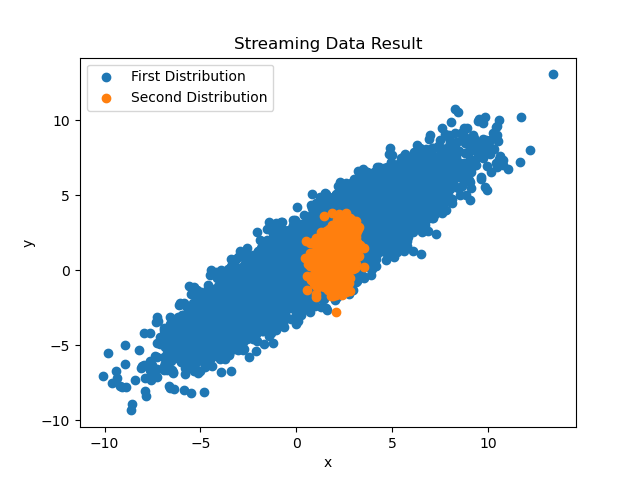 Streaming Data Result
First Distribution
Second Distribution
10
5
0
−5
−10
y
−10 −5 0 5 10
x